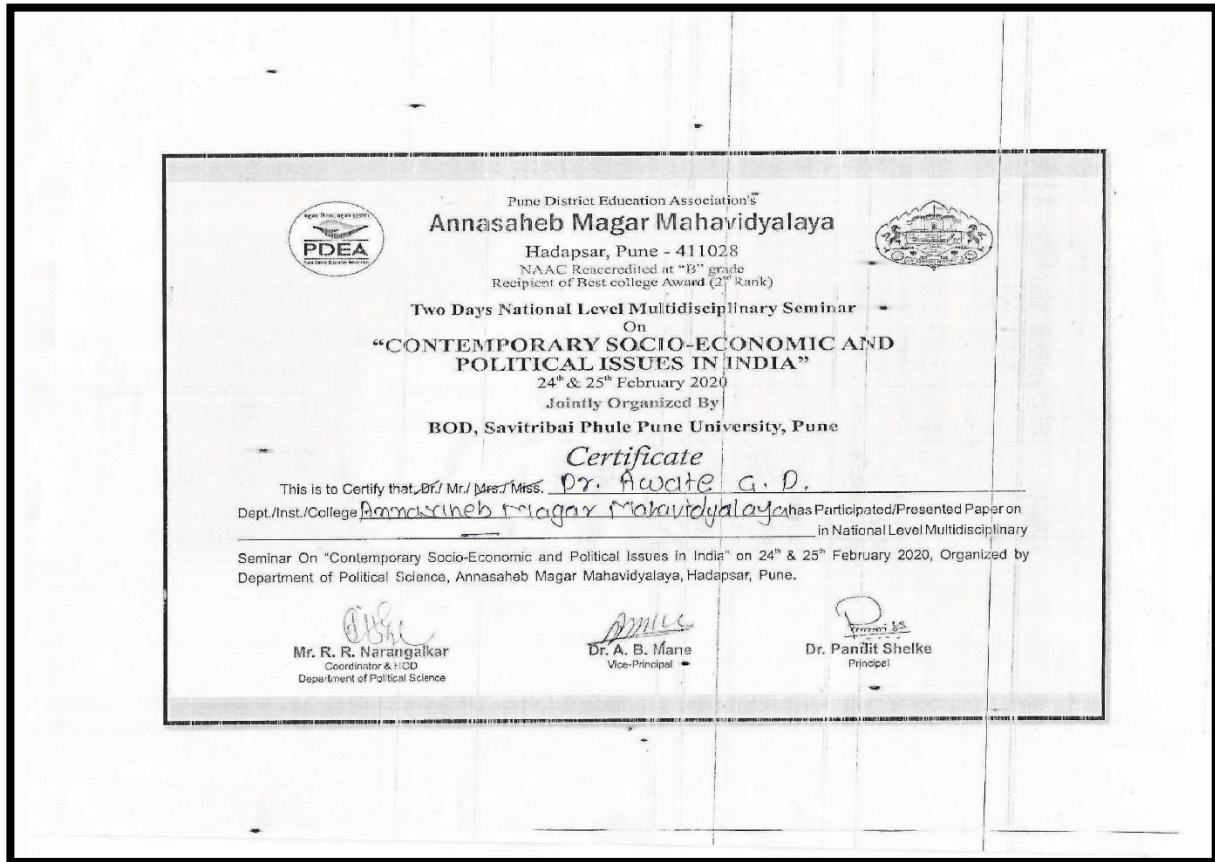 Pune District Education Association's
Annasaheb Magar Mahavidyalaya
Hadapsar, Pune - 411028
NAAC Reaccredited at “B” grade
Recipient of Best college Award (2nd Rank)
PDEA
Two Days National Level Multidisciplinary Seminar
On
“CONTEMPORARY SOCIO-ECONOMIC AND
POLITICAL ISSUES IN INDIA”
24th & 25th February 2020
Jointly Organized By
BOD, Savitribai Phule Pune University, Pune
Certificate
This is to Certify that, Dr./ Mr./ Mrs./ Miss. Dr. Awate G. D.
Dept./Inst./College Annasaheb Magar Mahavidyalaya has Participated/Presented Paper on
in National Level Multidisciplinary
Seminar On “Contemporary Socio-Economic and Political Issues in India” on 24th & 25th February 2020, Organized by
Department of Political Science, Annasaheb Magar Mahavidyalaya, Hadapsar, Pune.
Mr. R. R. Narangalkar
Coordinator & HOD
Department of Political Science
Dr. A. B. Mane
Vice-Principal
Dr. Pandit Shelke
Principal